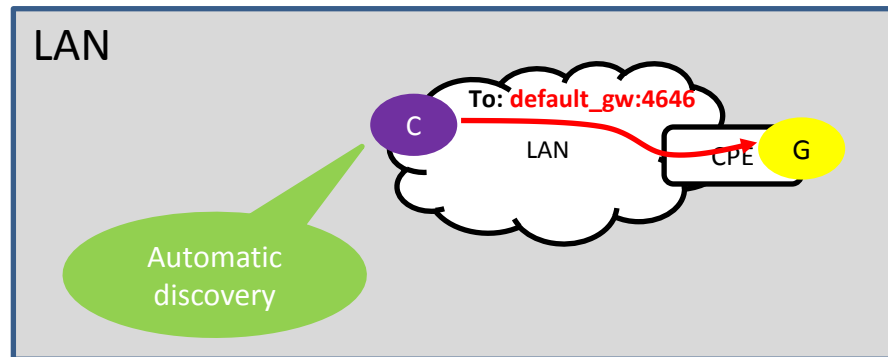 LAN
To: default_gw:4646
C
LAN
CPE
G
Automatic
discovery